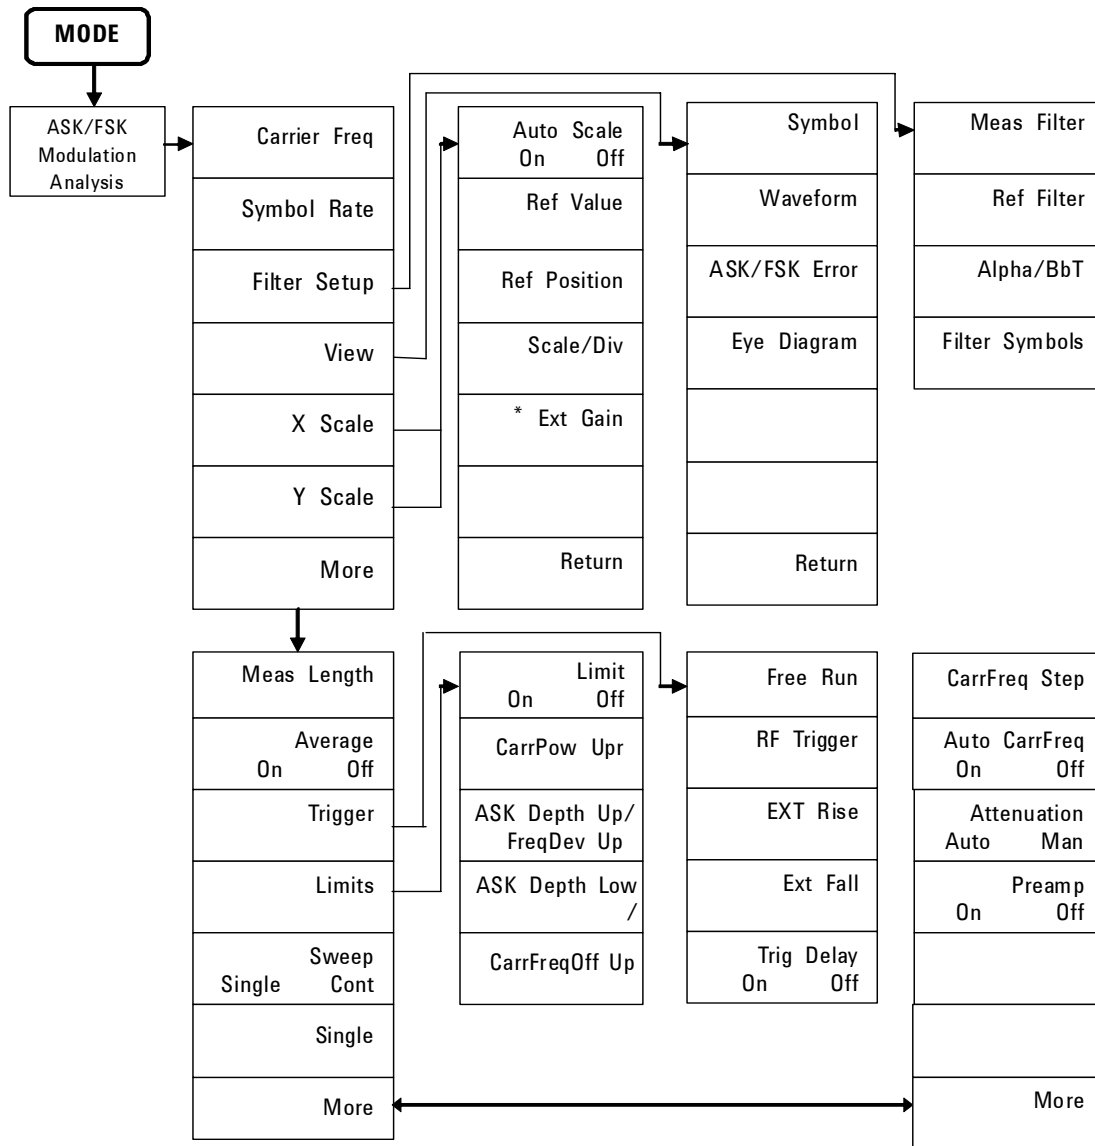 MODE
ASK/FSK
Modulation
Analysis
Carrier Freq
Symbol Rate
Filter Setup
View
X Scale
Y Scale
More
Auto Scale
On Off
Ref Value
Ref Position
Scale/Div
* Ext Gain
Return
Symbol
Waveform
ASK/FSK Error
Eye Diagram
Return
Meas Filter
Ref Filter
Alpha/BbT
Filter Symbols
Meas Length
Average
On Off
Trigger
Limits
Sweep
Single Cont
Single
More
Limit
On Off
CarrPow Upr
ASK Depth Up/
FreqDev Up
ASK Depth Low
/
CarrFreqOff Up
Free Run
RF Trigger
EXT Rise
Ext Fall
Trig Delay
On Off
CarrFreq Step
Auto CarrFreq
On Off
Attenuation
Auto Man
Preamp
On Off
More